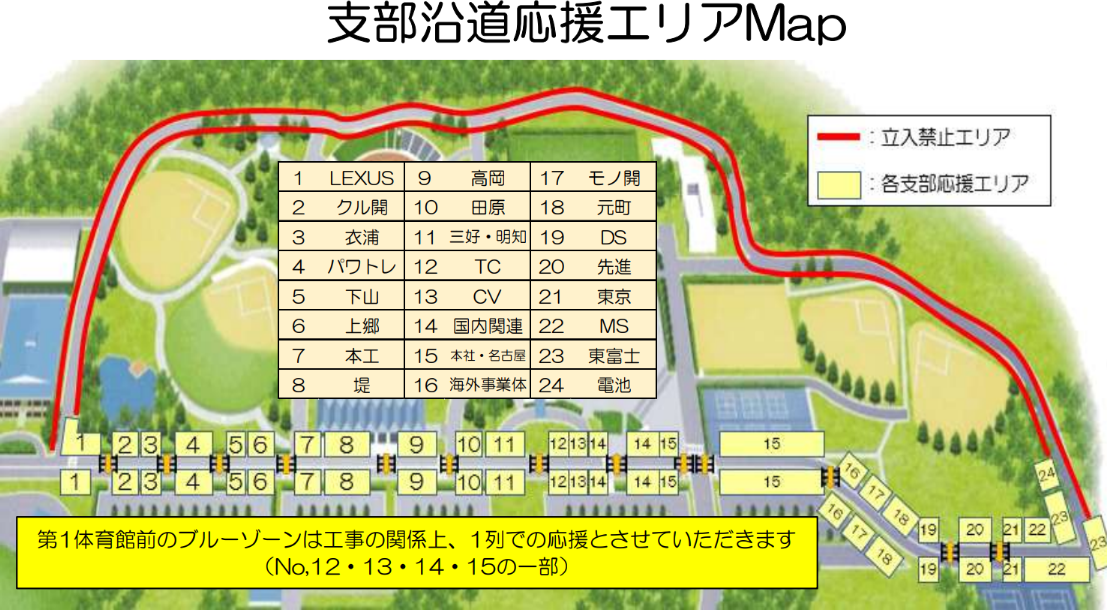 支部沿道応援エリアMap
：立入禁止エリア
：各支部応援エリア
1 LEXUS 9 高岡 17 モノ開
2 クル開 10 田原 18 元町
3 衣浦 11 三好・明知 19 DS
4 パワトレ 12 TC 20 先進
5 下山 13 CV 21 東京
6 上郷 14 国内関連 22 MS
7 本工 15 本社・名古屋 23 東富士
8 堤 16 海外事業体 24 電池
1 2 3 4 5 6 7 8 9 10 11 12 13 14 14 15 15
1 2 3 4 5 6 7 8 9 10 11 12 13 14 14 15 15
16 17 18 19 20 21 22 23 24
16 17 18 19 20 21 22 23
第1体育館前のブルーゾーンは工事の関係上、1列での応援とさせていただきます
（No,12・13・14・15の一部）